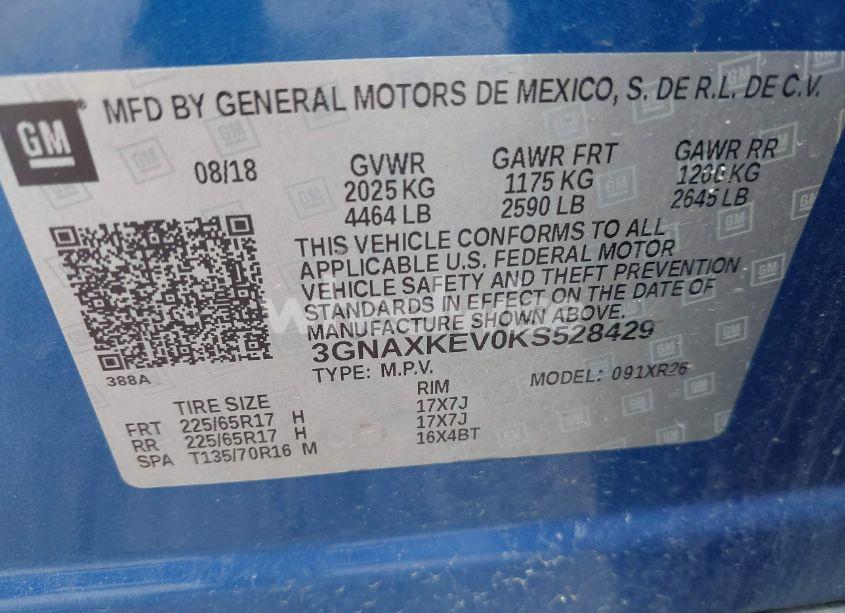 GM
MFD BY GENERAL MOTORS DE MEXICO, S. DE R.L. DE C.V.
08/18 GVWR GAWR FRT GAWR RR
2025 KG 1175 KG 1200 KG
4464 LB 2590 LB 2645 LB
THIS VEHICLE CONFORMS TO ALL
APPLICABLE U.S. FEDERAL MOTOR
VEHICLE SAFETY AND THEFT PREVENTION
STANDARDS IN EFFECT ON THE DATE OF
MANUFACTURE SHOWN ABOVE.
3GNAXKEV0KS528429
388A
TYPE: M.P.V. MODEL: 091XR26
TIRE SIZE RIM
FRT 225/65R17 H 17X7J
RR 225/65R17 H 17X7J
SPA T135/70R16 M 16X4BT